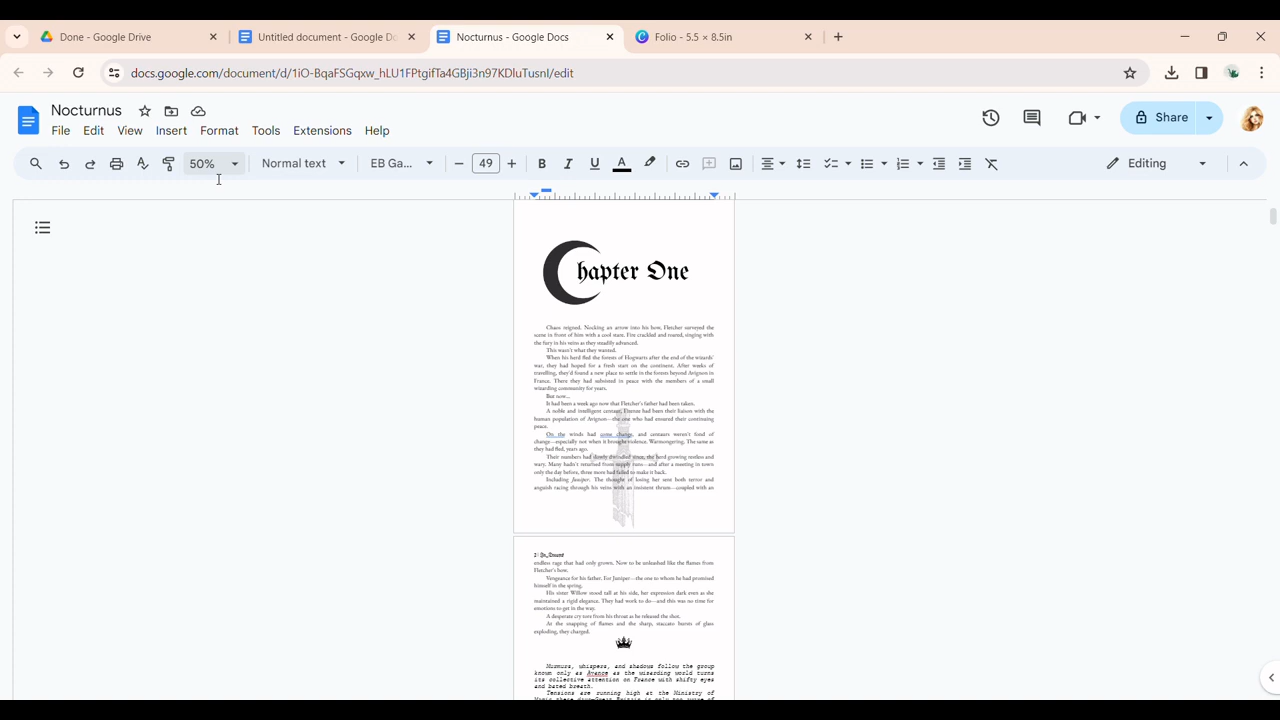 Done - Google Drive
Untitled document - Google Do
Nocturnus - Google Docs
Folio - 5.5 × 8.5in
docs.google.com/document/d/1iO-BqaFSGqxw_hLU1FPtgifTa4GBji3n97KDluTusnI/edit
Nocturnus
File Edit View Insert Format Tools Extensions Help
Share
50%
Normal text
EB Ga...
49
B I U A
Editing
hapter One
Chaos reigned. Nocking an arrow into his bow, Fletcher surveyed the
scene in front of him with a cool stare. Fire crackled and roared, singing with
the fury in his veins as they steadily advanced.
This wasn't what they wanted.
When his herd fled the forests of Hogwarts after the end of the wizards'
war, they had hoped for a fresh start on the continent. After weeks of
travelling, they'd found a new place to settle in the forests beyond Avignon in
France. There they had subsisted in peace with the members of a small
wizarding community for years.
But now...
It had been a week ago now that Fletcher's father had been taken.
A noble and intelligent centaur, Etienne had been their liaison with the
human population of Avignon—the one who had ensured their continuing
peace.
On the winds had come change, and centaurs weren't fond of
change—especially not when it brought violence. Warmongering. The same as
they had fled, years ago.
Their numbers had slowly dwindled since, the herd growing restless and
wary. Many hadn't returned from supply runs—and after a meeting in town
only the day before, three more had failed to make it back.
Including Juniper. The thought of losing her sent both terror and
anguish racing through his veins with an insistent thrum—coupled with an
endless rage that had only grown. Now to be unleashed like the flames from
Fletcher's bow.
Vengeance for his father. For Juniper—the one to whom he had promised
himself in the spring.
His sister Willow stood tall at his side, her expression dark even as she
maintained a rigid elegance. They had work to do—and this was no time for
emotions to get in the way.
A desperate cry tore from his throat as he released the shot.
At the snapping of flames and the sharp, staccato bursts of glass
exploding, they charged.
Murmurs, whispers, and shadows follow the group
known only as Avance as the wizarding world turns
its collective attention on France with shifty eyes
and bated breath.
Tensions are running high at the Ministry of